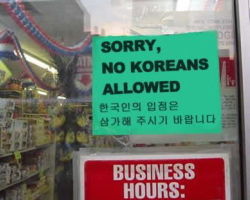 SORRY,
NO KOREANS
ALLOWED
한국인의 입점은
삼가해 주시기 바랍니다
BUSINESS
HOURS: